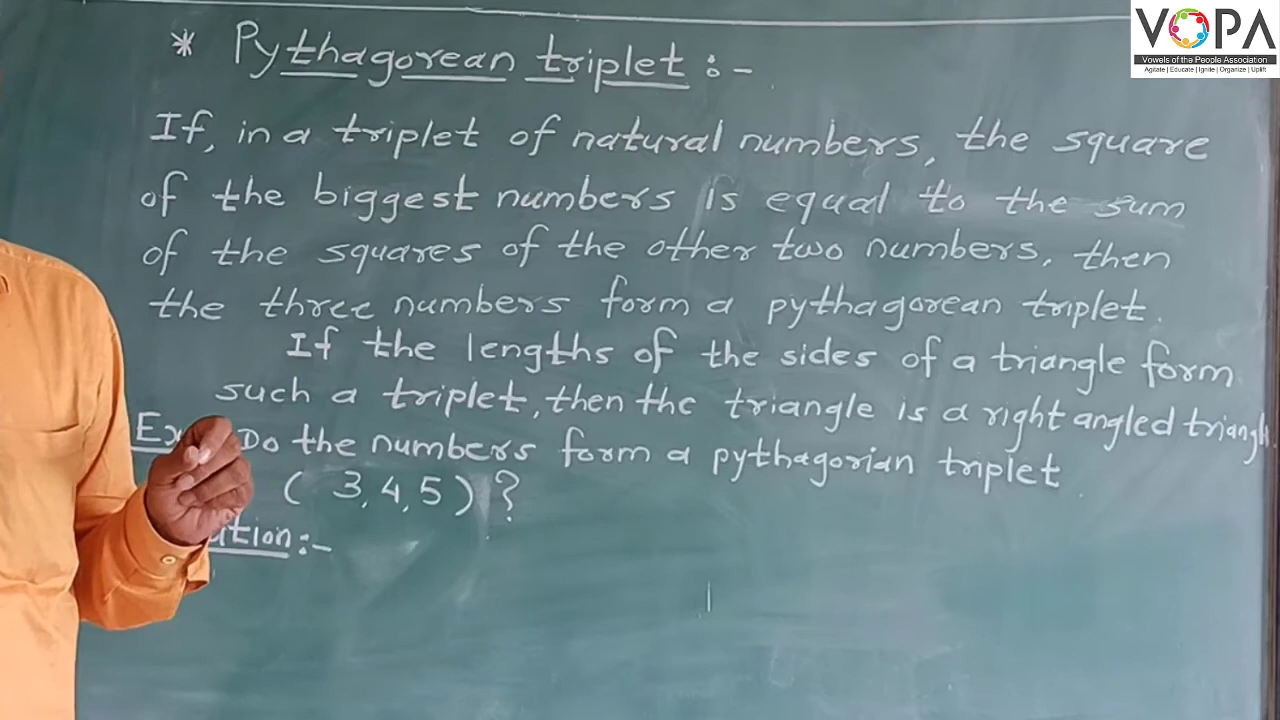 VOPA
Vowels of the People Association
Agitate | Educate | Ignite | Organize | Uplift
* Pythagorean triplet :-
If, in a triplet of natural numbers, the square
of the biggest numbers is equal to the sum
of the squares of the other two numbers, then
the three numbers form a pythagorean triplet.
If the lengths of the sides of a triangle form
such a triplet, then the triangle is a right angled triangle
Ex Do the numbers form a pythagorian triplet
( 3, 4, 5 ) ?
ution :-